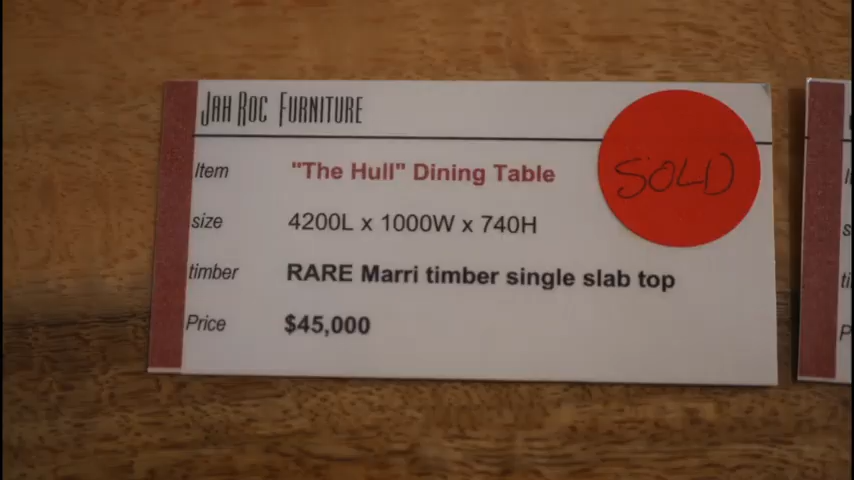 JAH ROC FURNITURE
Item "The Hull" Dining Table
SOLD
size 4200L x 1000W x 740H
timber RARE Marri timber single slab top
Price $45,000